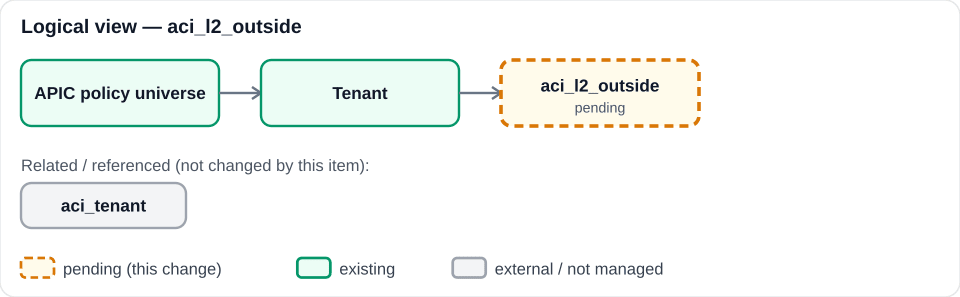 Logical view — aci_l2_outside
APIC policy universe
Tenant
aci_l2_outside
pending
Related / referenced (not changed by this item):
aci_tenant
pending (this change)
existing
external / not managed